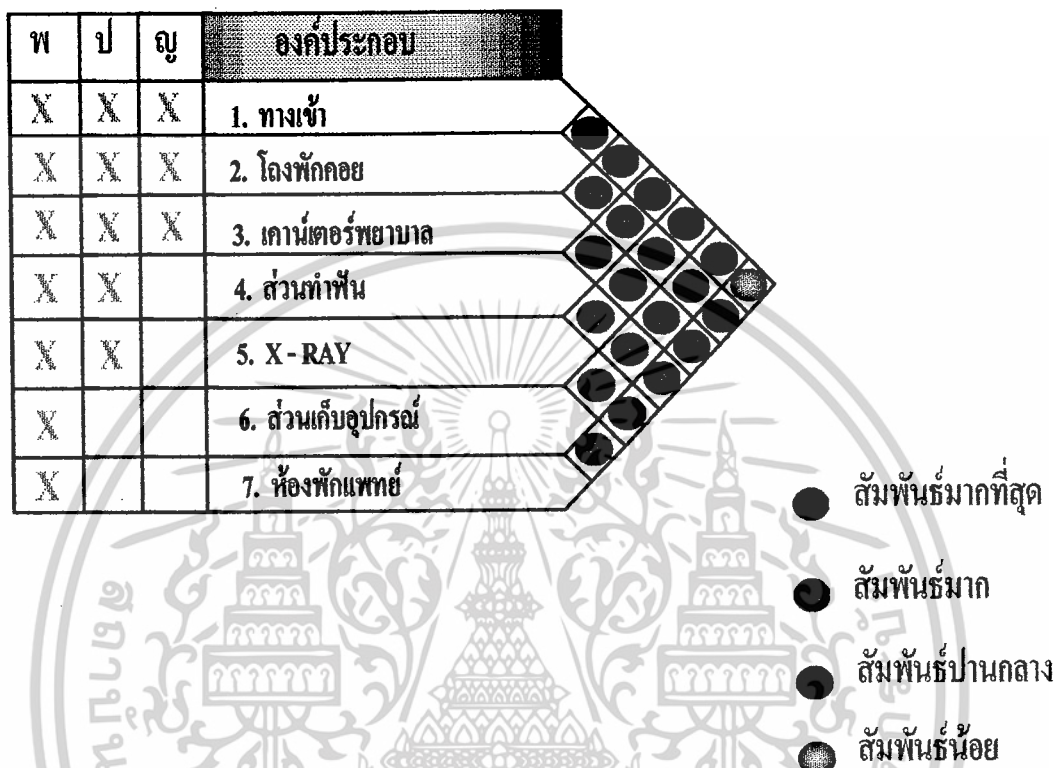 พ ป ญ องค์ประกอบ
X X X 1. ทางเข้า
X X X 2. โถงพักคอย
X X X 3. เคาน์เตอร์พยาบาล
X X 4. ส่วนทำฟัน
X X 5. X - RAY
X 6. ส่วนเก็บอุปกรณ์
X 7. ห้องพักแพทย์
สัมพันธ์มากที่สุด
สัมพันธ์มาก
สัมพันธ์ปานกลาง
สัมพันธ์น้อย